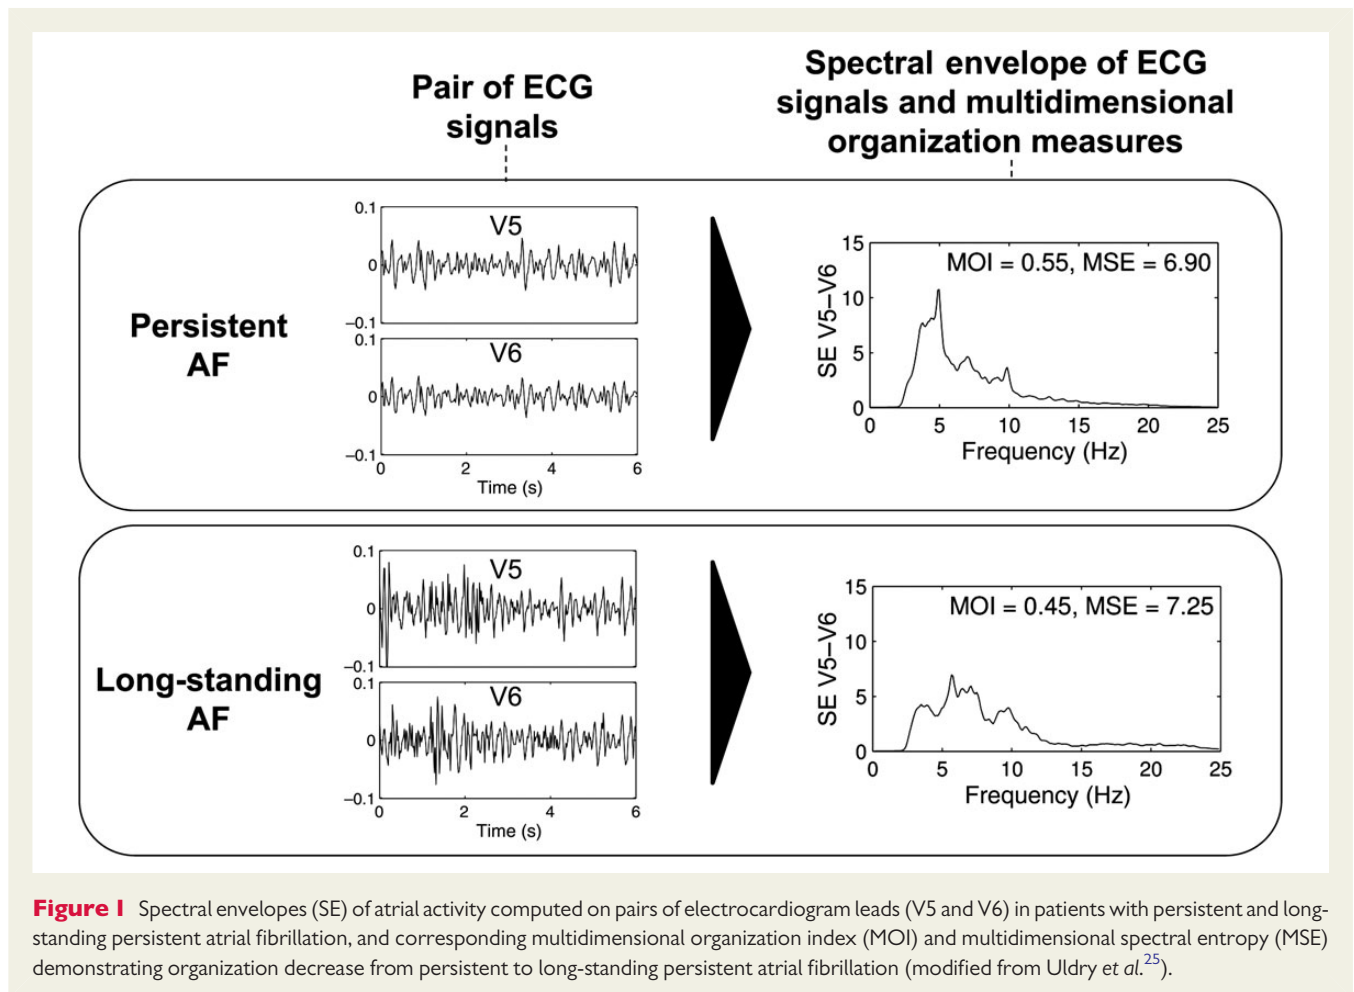 Pair of ECG
signals
Spectral envelope of ECG
signals and multidimensional
organization measures
Persistent
AF
0.1
V5
0
–0.1
0.1
V6
0
–0.1
0 2 4 6
Time (s)
15
MOI = 0.55, MSE = 6.90
10
5
0
SE V5–V6
0 5 10 15 20 25
Frequency (Hz)
Long-standing
AF
0.1
V5
0
–0.1
0.1
V6
0
–0.1
0 2 4 6
Time (s)
15
MOI = 0.45, MSE = 7.25
10
5
0
SE V5–V6
0 5 10 15 20 25
Frequency (Hz)
Figure 1 Spectral envelopes (SE) of atrial activity computed on pairs of electrocardiogram leads (V5 and V6) in patients with persistent and long-
standing persistent atrial fibrillation, and corresponding multidimensional organization index (MOI) and multidimensional spectral entropy (MSE)
demonstrating organization decrease from persistent to long-standing persistent atrial fibrillation (modified from Uldry et al.25).